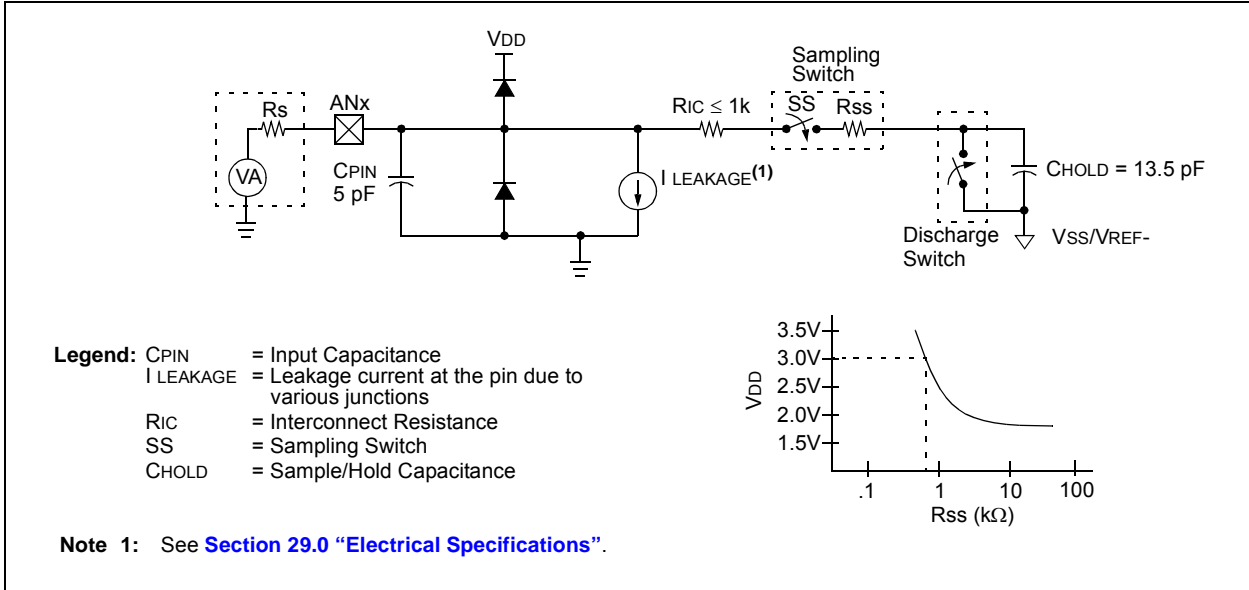 VDD
Sampling
Switch
Rs
ANx
RIC ≤ 1k
SS
Rss
VA
CPIN
5 pF
I LEAKAGE(1)
CHOLD = 13.5 pF
Discharge
Switch
VSS/VREF-
Legend: CPIN = Input Capacitance
I LEAKAGE = Leakage current at the pin due to
various junctions
RIC = Interconnect Resistance
SS = Sampling Switch
CHOLD = Sample/Hold Capacitance
VDD
3.5V
3.0V
2.5V
2.0V
1.5V
.1 1 10 100
Rss (kΩ)
Note 1: See Section 29.0 “Electrical Specifications”.